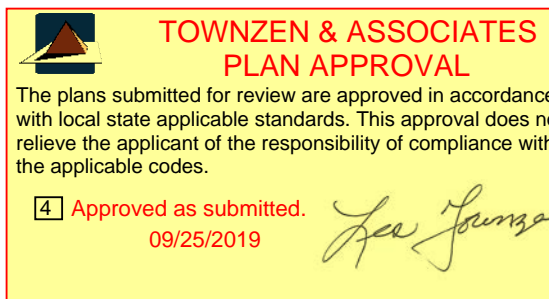 TOWNZEN & ASSOCIATES
PLAN APPROVAL
The plans submitted for review are approved in accordance
with local state applicable standards. This approval does no
relieve the applicant of the responsibility of compliance with
the applicable codes.
4 Approved as submitted.
09/25/2019